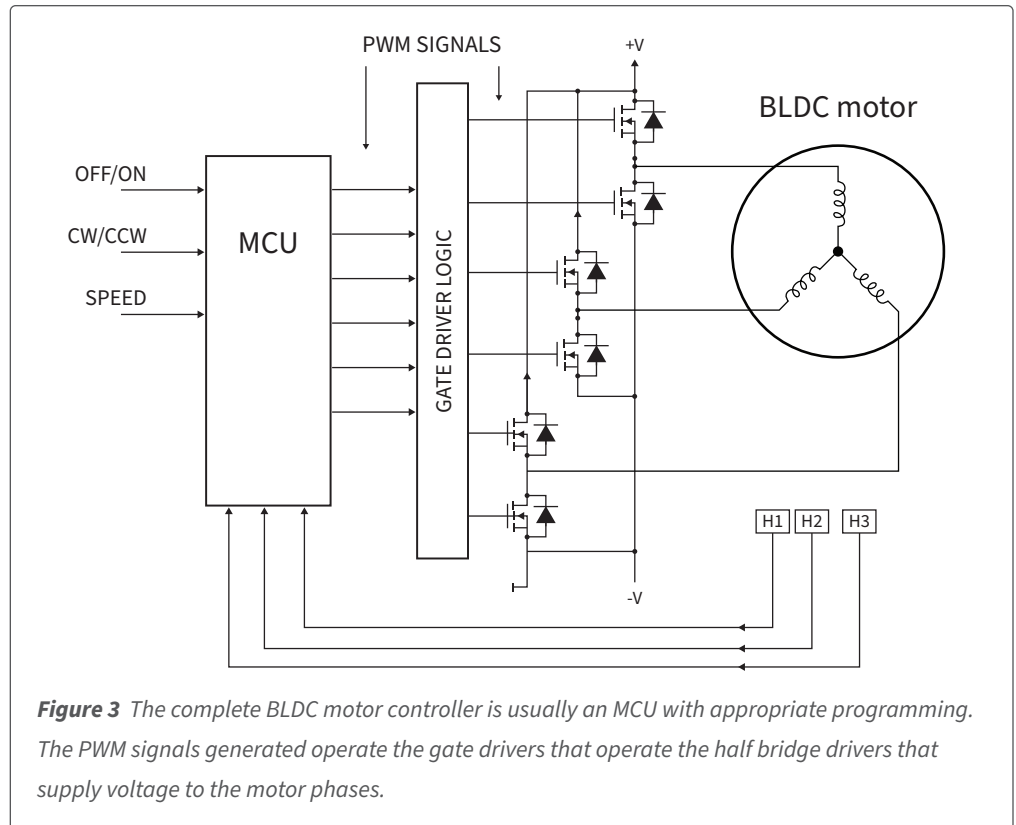 PWM SIGNALS
+V
BLDC motor
OFF/ON
CW/CCW
SPEED
MCU
GATE DRIVER LOGIC
H1 H2 H3
-V
Figure 3 The complete BLDC motor controller is usually an MCU with appropriate programming.
The PWM signals generated operate the gate drivers that operate the half bridge drivers that
supply voltage to the motor phases.